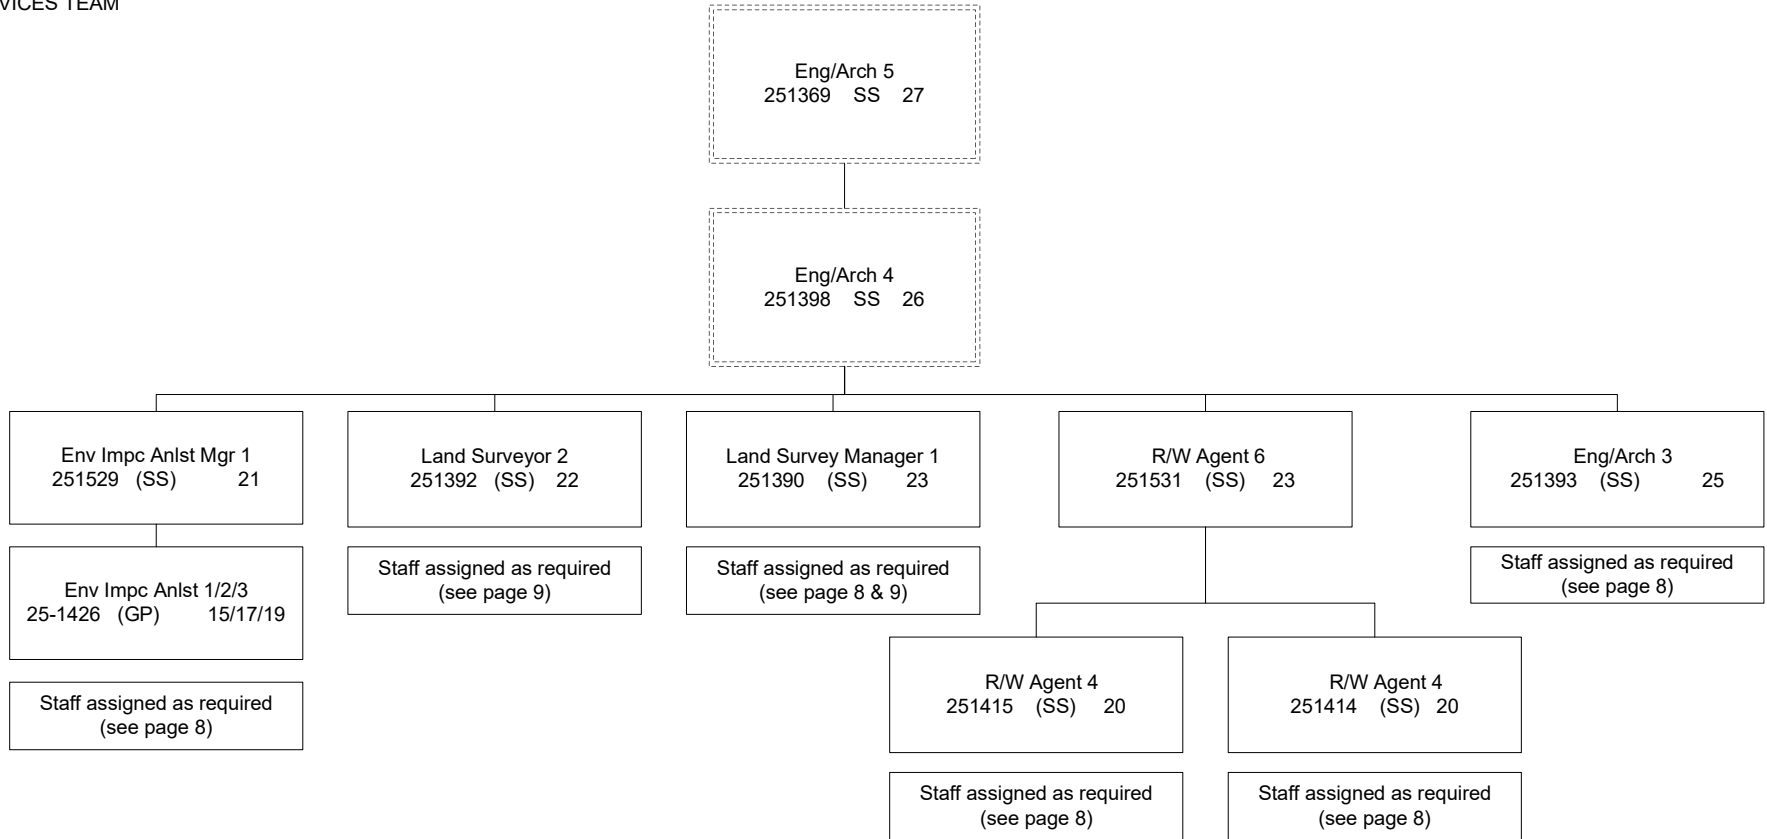 VICES TEAM
Eng/Arch 5
251369 SS 27
Eng/Arch 4
251398 SS 26
Env Impc Anlst Mgr 1
251529 (SS) 21
Land Surveyor 2
251392 (SS) 22
Land Survey Manager 1
251390 (SS) 23
R/W Agent 6
251531 (SS) 23
Eng/Arch 3
251393 (SS) 25
Env Impc Anlst 1/2/3
25-1426 (GP) 15/17/19
Staff assigned as required
(see page 9)
Staff assigned as required
(see page 8 & 9)
Staff assigned as required
(see page 8)
Staff assigned as required
(see page 8)
R/W Agent 4
251415 (SS) 20
R/W Agent 4
251414 (SS) 20
Staff assigned as required
(see page 8)
Staff assigned as required
(see page 8)